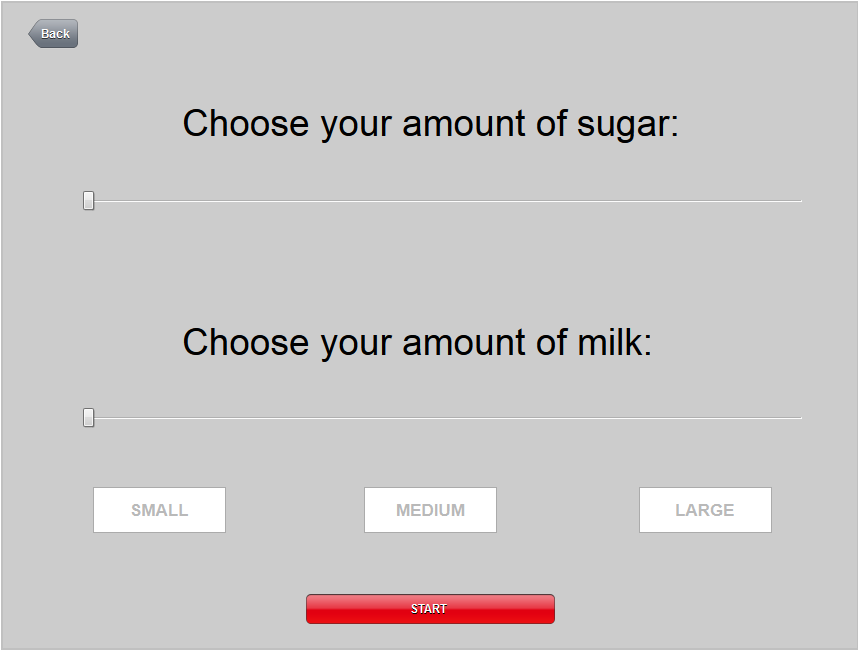 Back
Choose your amount of sugar:
Choose your amount of milk:
SMALL MEDIUM LARGE
START